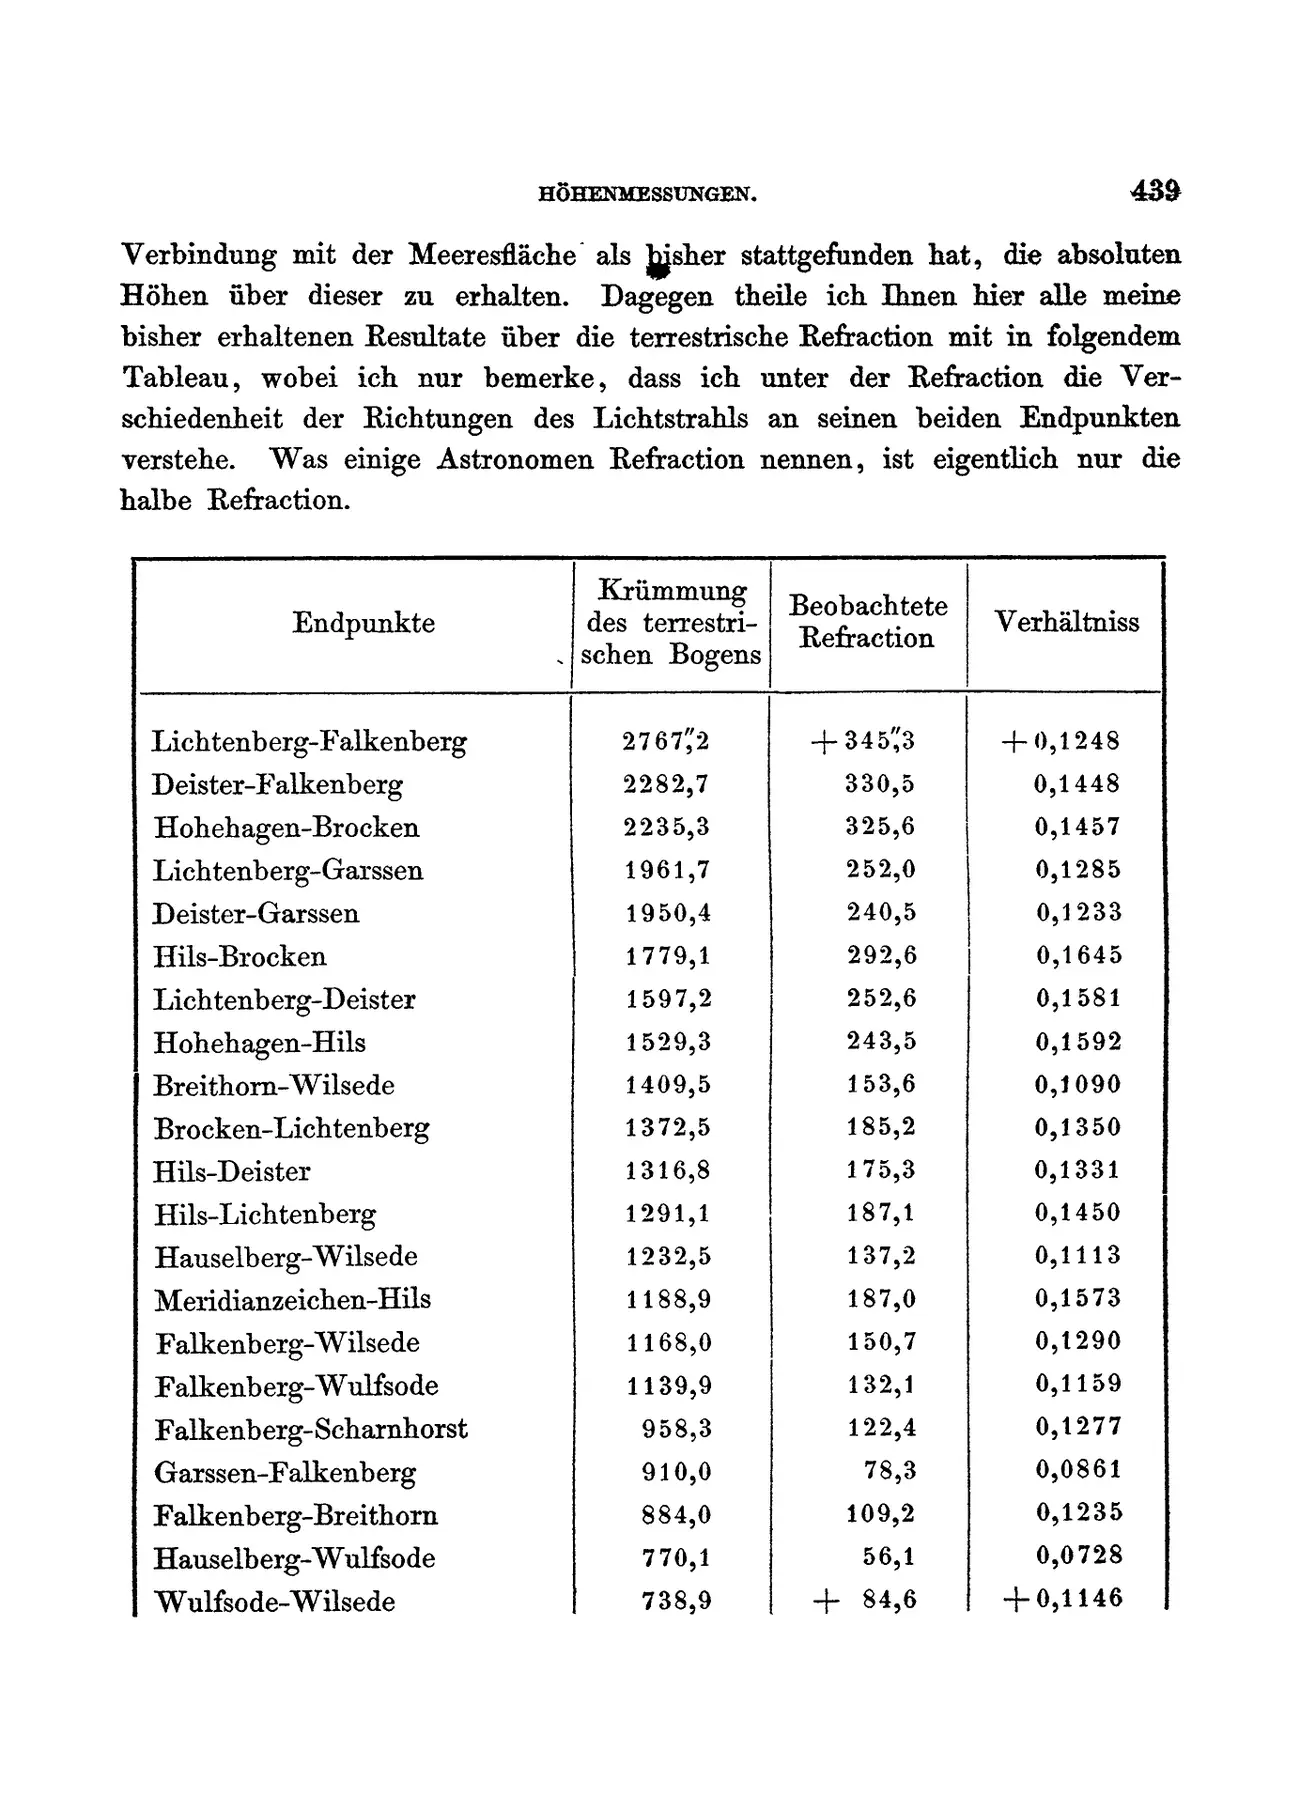 HÖHENMESSUNGEN. 439
Verbindung mit der Meeresfläche als bisher stattgefunden hat, die absoluten
Höhen über dieser zu erhalten. Dagegen theile ich Ihnen hier alle meine
bisher erhaltenen Resultate über die terrestrische Refraction mit in folgendem
Tableau, wobei ich nur bemerke, dass ich unter der Refraction die Ver-
schiedenheit der Richtungen des Lichtstrahls an seinen beiden Endpunkten
verstehe. Was einige Astronomen Refraction nennen, ist eigentlich nur die
halbe Refraction.
Endpunkte
Krümmung
des terrestri-
schen Bogens
Beobachtete
Refraction
Verhältniss
Lichtenberg-Falkenberg 2767″,2 + 345″,3 + 0,1248
Deister-Falkenberg 2282,7 330,5 0,1448
Hohehagen-Brocken 2235,3 325,6 0,1457
Lichtenberg-Garssen 1961,7 252,0 0,1285
Deister-Garssen 1950,4 240,5 0,1233
Hils-Brocken 1779,1 292,6 0,1645
Lichtenberg-Deister 1597,2 252,6 0,1581
Hohehagen-Hils 1529,3 243,5 0,1592
Breithorn-Wilsede 1409,5 153,6 0,1090
Brocken-Lichtenberg 1372,5 185,2 0,1350
Hils-Deister 1316,8 175,3 0,1331
Hils-Lichtenberg 1291,1 187,1 0,1450
Hauselberg-Wilsede 1232,5 137,2 0,1113
Meridianzeichen-Hils 1188,9 187,0 0,1573
Falkenberg-Wilsede 1168,0 150,7 0,1290
Falkenberg-Wulfsode 1139,9 132,1 0,1159
Falkenberg-Scharnhorst 958,3 122,4 0,1277
Garssen-Falkenberg 910,0 78,3 0,0861
Falkenberg-Breithorn 884,0 109,2 0,1235
Hauselberg-Wulfsode 770,1 56,1 0,0728
Wulfsode-Wilsede 738,9 + 84,6 + 0,1146